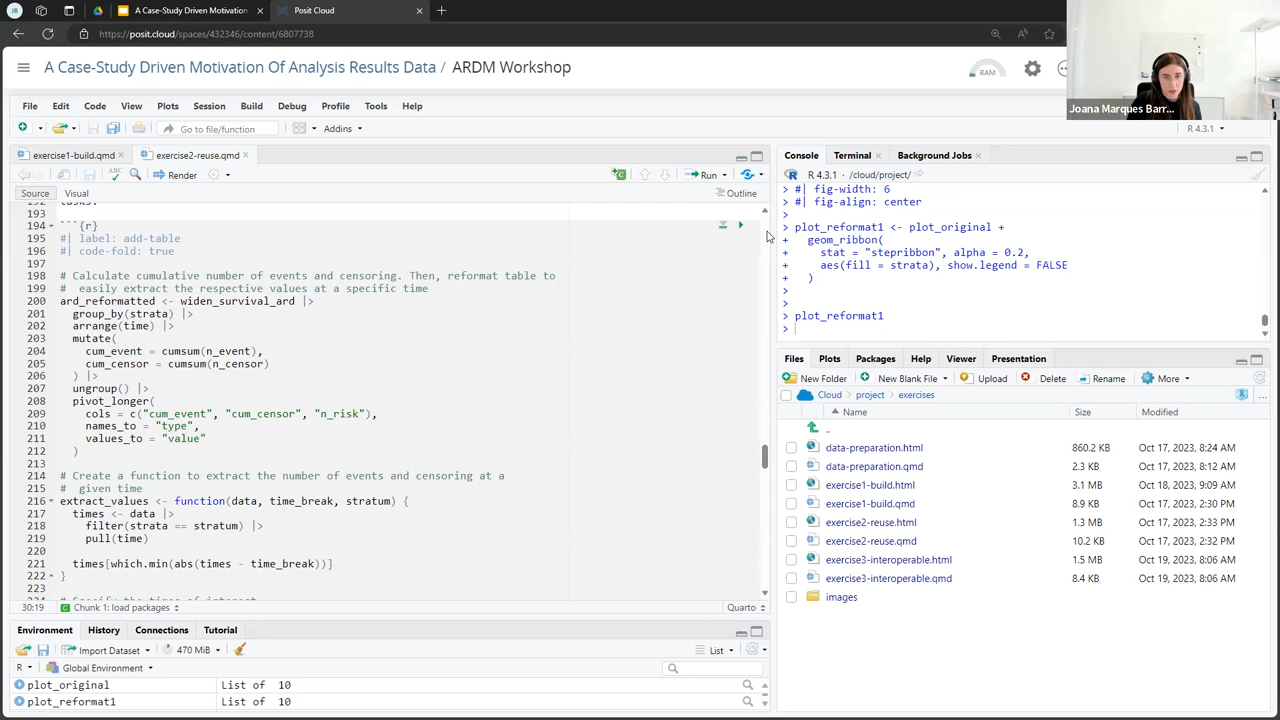 A Case-Study Driven Motivation
Posit Cloud
https://posit.cloud/spaces/432346/content/6807738
A Case-Study Driven Motivation Of Analysis Results Data / ARDM Workshop
RAM
Joana Marques Barr...
File Edit Code View Plots Session Build Debug Profile Tools Help
Go to file/function
Addins
R 4.3.1
exercise1-build.qmd
exercise2-reuse.qmd
ABC
Render
Run
Source Visual
Outline
193
194 ```{r}
195 #| label: add-table
196 #| code-fold: true
197
198 # Calculate cumulative number of events and censoring. Then, reformat table to
199 # easily extract the respective values at a specific time
200 ard_reformatted <- widen_survival_ard |>
201 group_by(strata) |>
202 arrange(time) |>
203 mutate(
204 cum_event = cumsum(n_event),
205 cum_censor = cumsum(n_censor)
206 ) |>
207 ungroup() |>
208 pivot_longer(
209 cols = c("cum_event", "cum_censor", "n_risk"),
210 names_to = "type",
211 values_to = "value"
212 )
213
214 # Create a function to extract the number of events and censoring at a
215 # given time
216 extract_values <- function(data, time_break, stratum) {
217 times <- data |>
218 filter(strata == stratum) |>
219 pull(time)
220
221 times[which.min(abs(times - time_break))]
222 }
223
30:19 Chunk 1: load packages
Quarto
Environment History Connections Tutorial
Import Dataset
470 MiB
List
R
Global Environment
plot_original List of 10
plot_reformat1 List of 10
Console Terminal Background Jobs
R 4.3.1 · /cloud/project/
> #| fig-width: 6
> #| fig-align: center
>
> plot_reformat1 <- plot_original +
+ geom_ribbon(
+ stat = "stepribbon", alpha = 0.2,
+ aes(fill = strata), show.legend = FALSE
+ )
>
>
> plot_reformat1
>
Files Plots Packages Help Viewer Presentation
New Folder New Blank File Upload Delete Rename More
Cloud project exercises
...
Name Size Modified
..
data-preparation.html 860.2 KB Oct 17, 2023, 8:24 AM
data-preparation.qmd 2.3 KB Oct 17, 2023, 8:12 AM
exercise1-build.html 3.1 MB Oct 18, 2023, 9:09 AM
exercise1-build.qmd 8.9 KB Oct 17, 2023, 2:30 PM
exercise2-reuse.html 1.3 MB Oct 17, 2023, 2:33 PM
exercise2-reuse.qmd 10.2 KB Oct 17, 2023, 2:32 PM
exercise3-interoperable.html 1.5 MB Oct 19, 2023, 8:06 AM
exercise3-interoperable.qmd 8.4 KB Oct 19, 2023, 8:06 AM
images